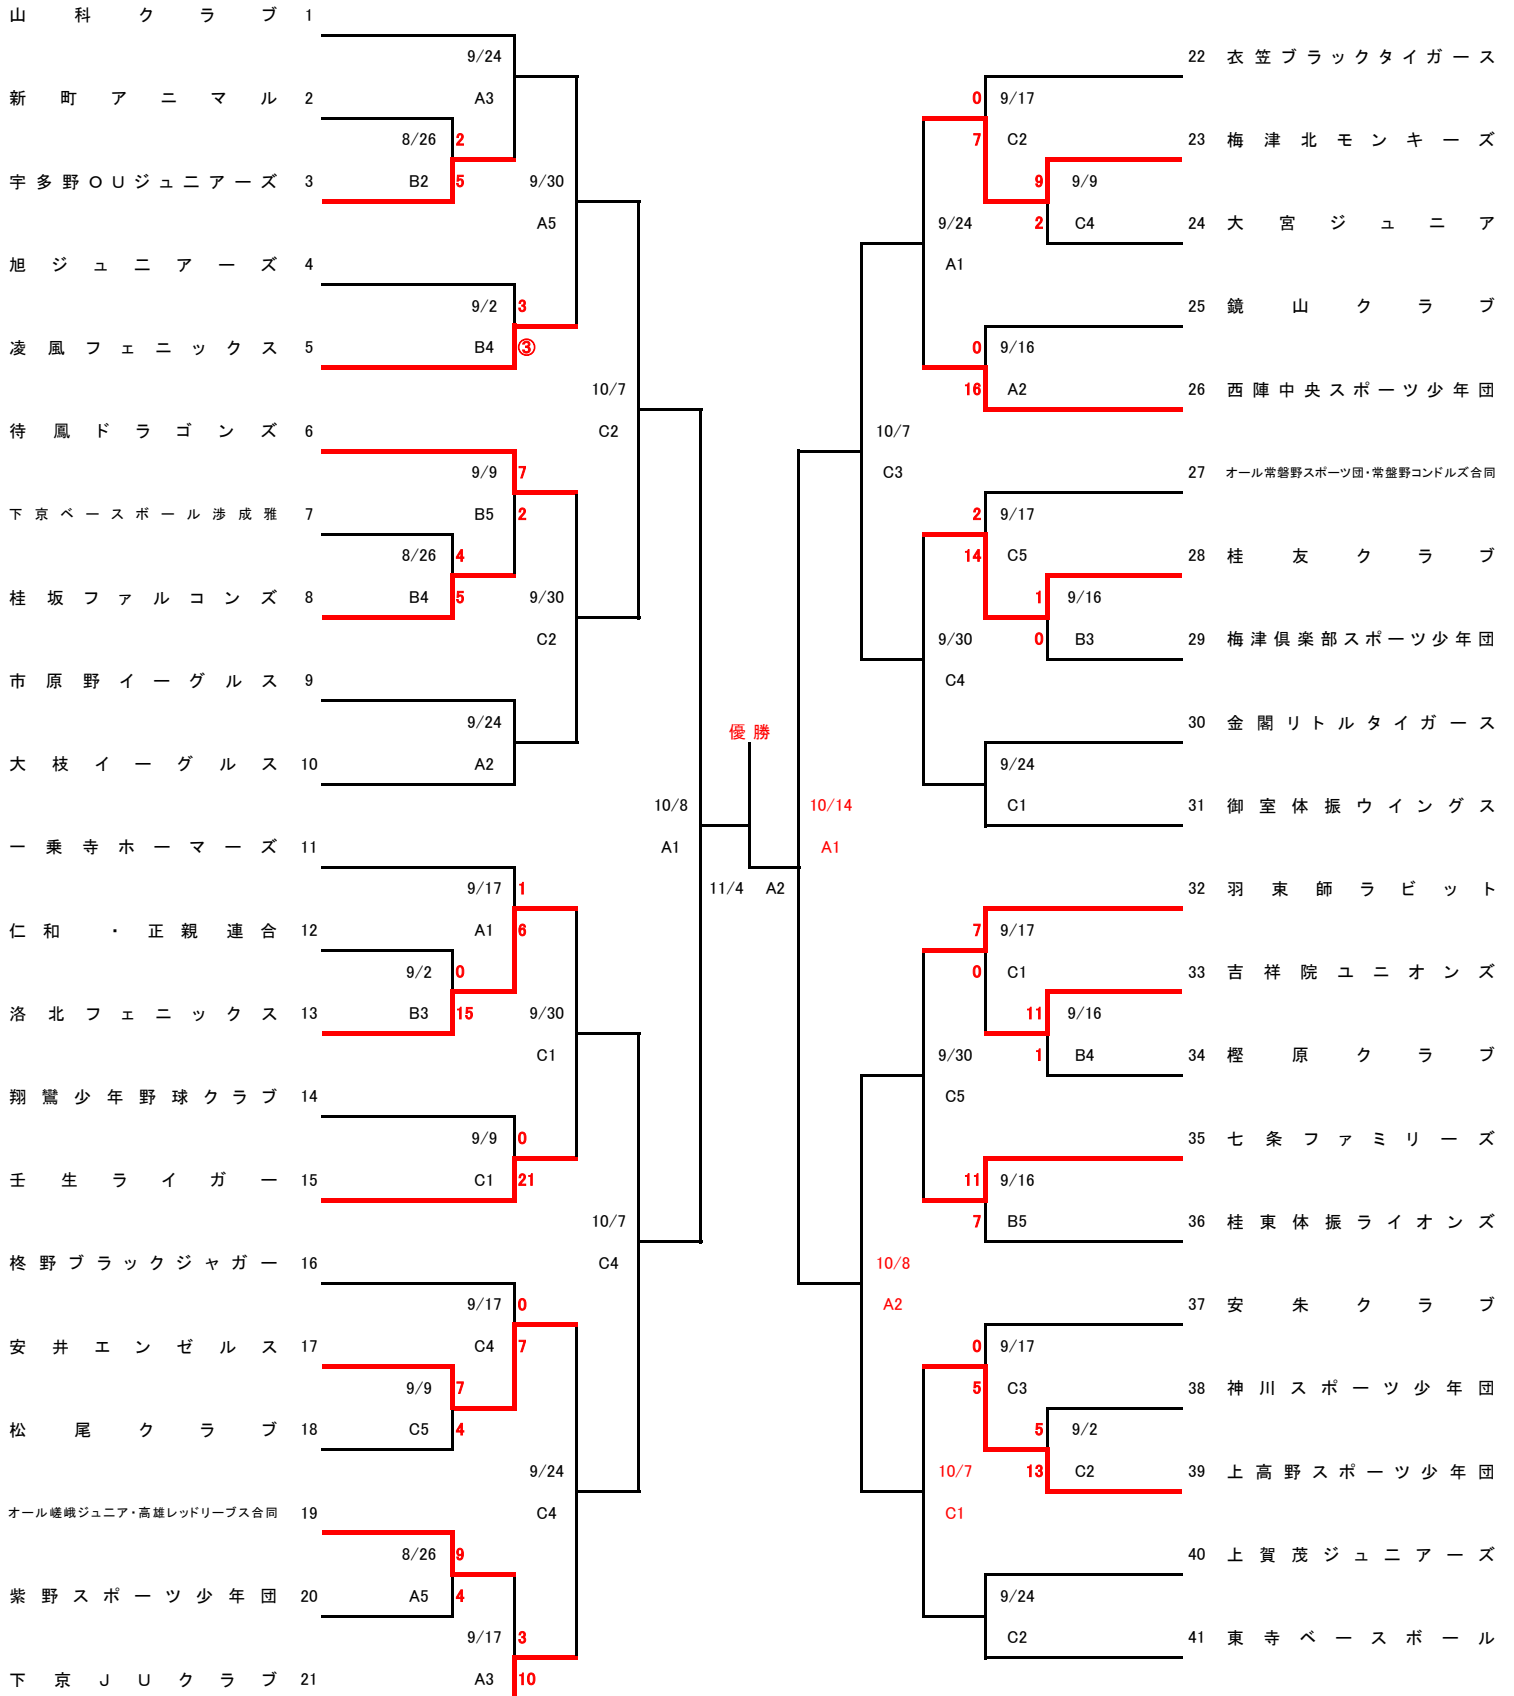 山科クラブ 1
9/24
新町アニマル 2
A3
8/26 2
宇多野OUジュニアーズ 3
B2 5
9/30
A5
旭ジュニアーズ 4
9/2 3
凌風フェニックス 5
B4 ③
10/7
C2
待鳳ドラゴンズ 6
9/9 7
下京ベースボール渉成雅 7
B5 2
8/26 4
桂坂ファルコンズ 8
B4 5
9/30
C2
市原野イーグルス 9
9/24
大枝イーグルス 10
A2
10/8
A1
一乗寺ホーマーズ 11
9/17 1
仁和・正親連合 12
A1 6
9/2 0
洛北フェニックス 13
B3 15
9/30
C1
翔鸞少年野球クラブ 14
9/9 0
壬生ライガー 15
C1 21
10/7
C4
柊野ブラックジャガー 16
9/17 0
安井エンゼルス 17
C4 7
9/9 7
松尾クラブ 18
C5 4
9/24
C4
オール嵯峨ジュニア・高雄レッドリーブス合同 19
8/26 9
紫野スポーツ少年団 20
A5 4
9/17 3
下京JUクラブ 21
A3 10
優勝
11/4 A2
22 衣笠ブラックタイガース
0 9/17
7 C2
23 梅津北モンキーズ
9 9/9
24 大宮ジュニア
2 C4
9/24
A1
25 鏡山クラブ
0 9/16
26 西陣中央スポーツ少年団
16 A2
10/7
C3
27 オール常磐野スポーツ団・常盤野コンドルズ合同
2 9/17
14 C5
28 桂友クラブ
1 9/16
29 梅津倶楽部スポーツ少年団
0 B3
9/30
C4
30 金閣リトルタイガース
9/24
31 御室体振ウイングス
C1
10/14
A1
32 羽束師ラビット
7 9/17
0 C1
33 吉祥院ユニオンズ
11 9/16
34 樫原クラブ
1 B4
9/30
C5
35 七条ファミリーズ
11 9/16
36 桂東体振ライオンズ
7 B5
10/8
A2
37 安朱クラブ
0 9/17
5 C3
38 神川スポーツ少年団
5 9/2
39 上高野スポーツ少年団
13 C2
10/7
C1
40 上賀茂ジュニアーズ
9/24
41 東寺ベースボール
C2